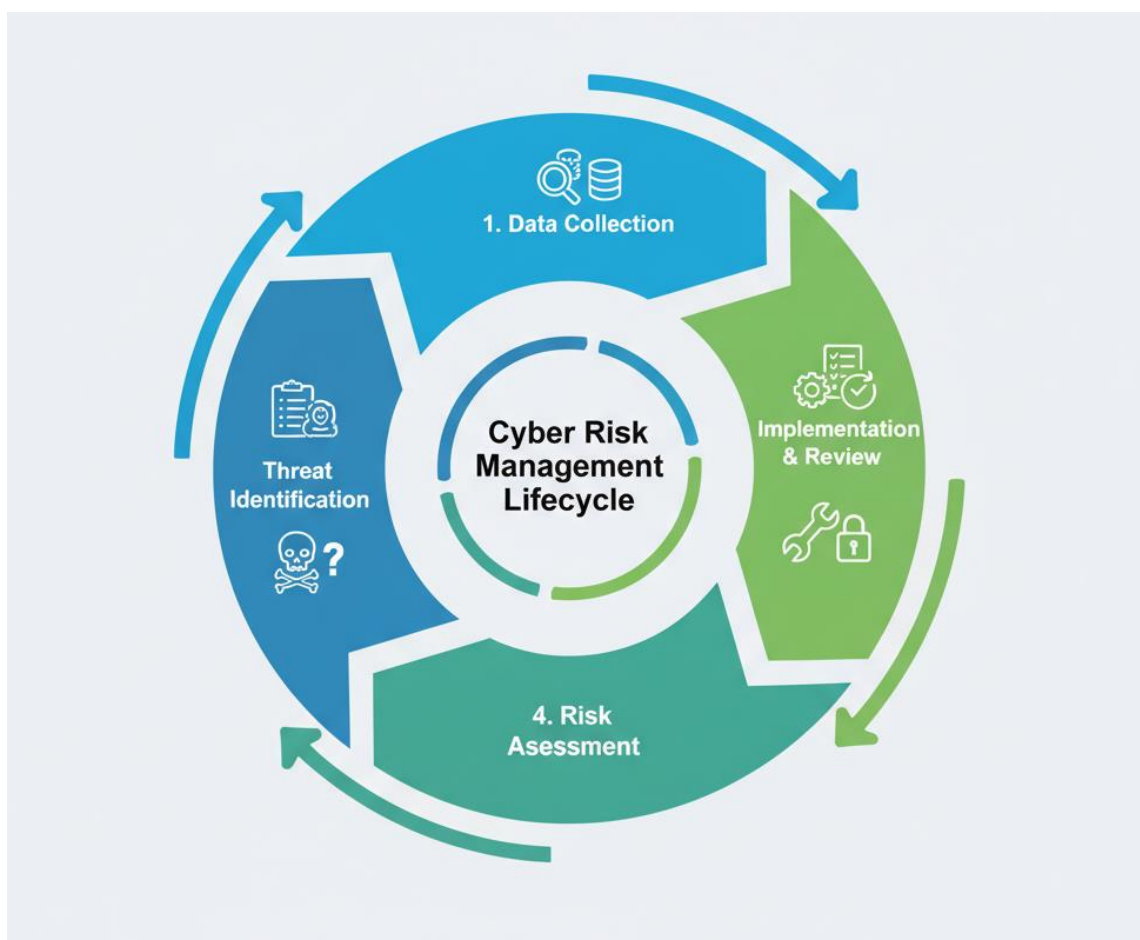 1. Data Collection
Implementation
& Review
4. Risk
Asessment
Threat
Identification
?
Cyber Risk
Management
Lifecycle